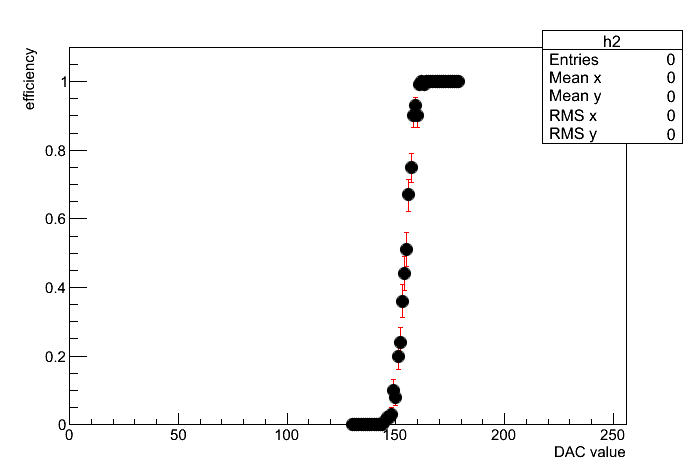 h2
Entries 0
Mean x 0
Mean y 0
RMS x 0
RMS y 0
efficiency
1
0.8
0.6
0.4
0.2
0
0 50 100 150 200 250
DAC value